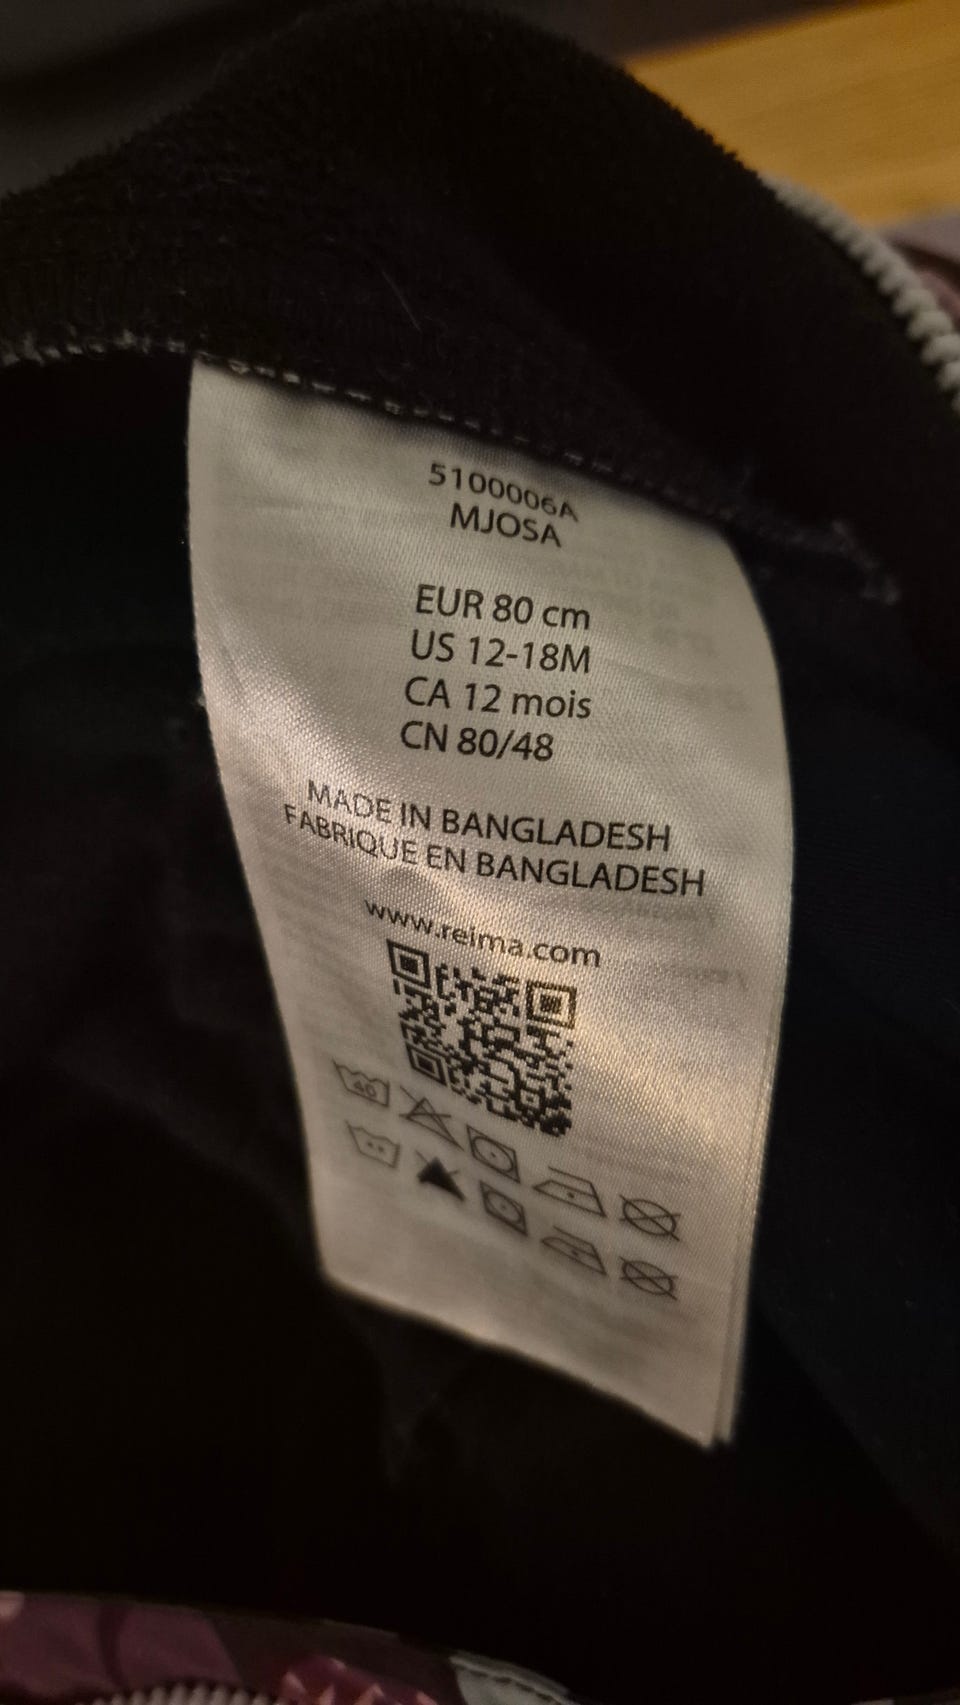 5100006A
MJOSA
EUR 80 cm
US 12-18M
CA 12 mois
CN 80/48
MADE IN BANGLADESH
FABRIQUE EN BANGLADESH
www.reima.com
40